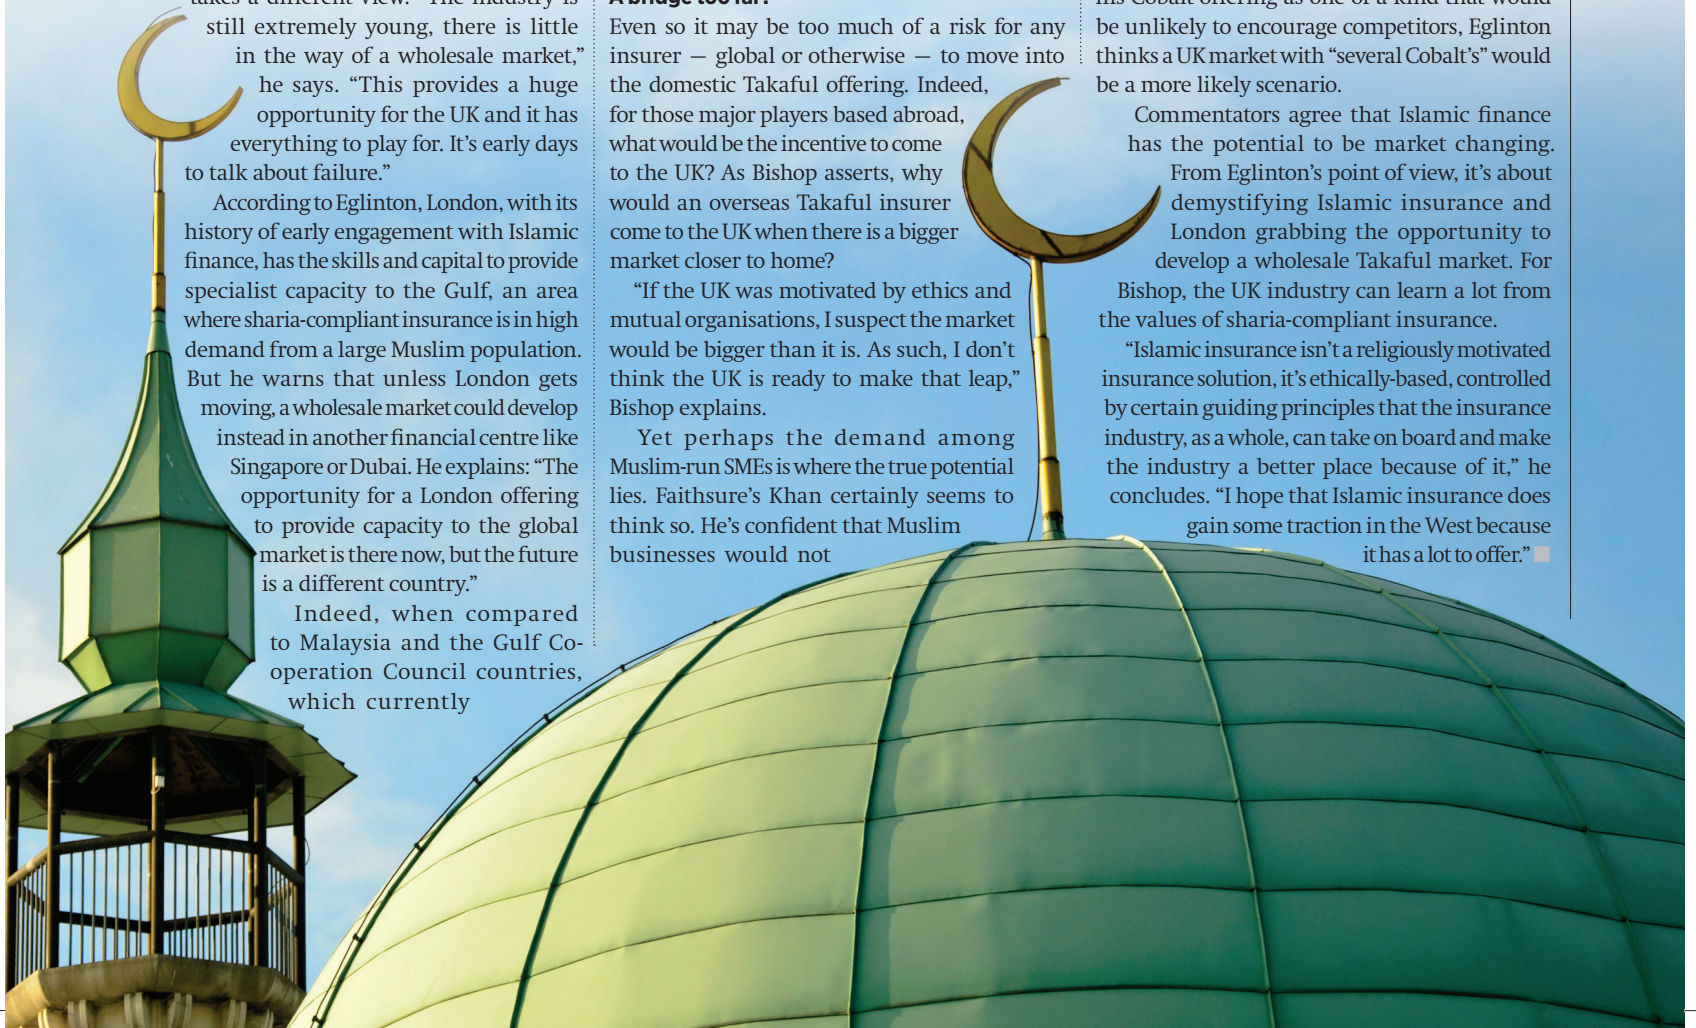 takes a different view. “The industry is
still extremely young, there is little
in the way of a wholesale market,”
he says. “This provides a huge
opportunity for the UK and it has
everything to play for. It’s early days
to talk about failure.”
According to Eglinton, London, with its
history of early engagement with Islamic
finance, has the skills and capital to provide
specialist capacity to the Gulf, an area
where sharia-compliant insurance is in high
demand from a large Muslim population.
But he warns that unless London gets
moving, a wholesale market could develop
instead in another financial centre like
Singapore or Dubai. He explains: “The
opportunity for a London offering
to provide capacity to the global
market is there now, but the future
is a different country.”
Indeed, when compared
to Malaysia and the Gulf Co-
operation Council countries,
which currently
A bridge too far?
Even so it may be too much of a risk for any
insurer — global or otherwise — to move into
the domestic Takaful offering. Indeed,
for those major players based abroad,
what would be the incentive to come
to the UK? As Bishop asserts, why
would an overseas Takaful insurer
come to the UK when there is a bigger
market closer to home?
“If the UK was motivated by ethics and
mutual organisations, I suspect the market
would be bigger than it is. As such, I don’t
think the UK is ready to make that leap,”
Bishop explains.
Yet perhaps the demand among
Muslim-run SMEs is where the true potential
lies. Faithsure’s Khan certainly seems to
think so. He’s confident that Muslim
businesses would not
his Cobalt offering as one of a kind that would
be unlikely to encourage competitors, Eglinton
thinks a UK market with “several Cobalt’s” would
be a more likely scenario.
Commentators agree that Islamic finance
has the potential to be market changing.
From Eglinton’s point of view, it’s about
demystifying Islamic insurance and
London grabbing the opportunity to
develop a wholesale Takaful market. For
Bishop, the UK industry can learn a lot from
the values of sharia-compliant insurance.
“Islamic insurance isn’t a religiously motivated
insurance solution, it’s ethically-based, controlled
by certain guiding principles that the insurance
industry, as a whole, can take on board and make
the industry a better place because of it,” he
concludes. “I hope that Islamic insurance does
gain some traction in the West because
it has a lot to offer.”